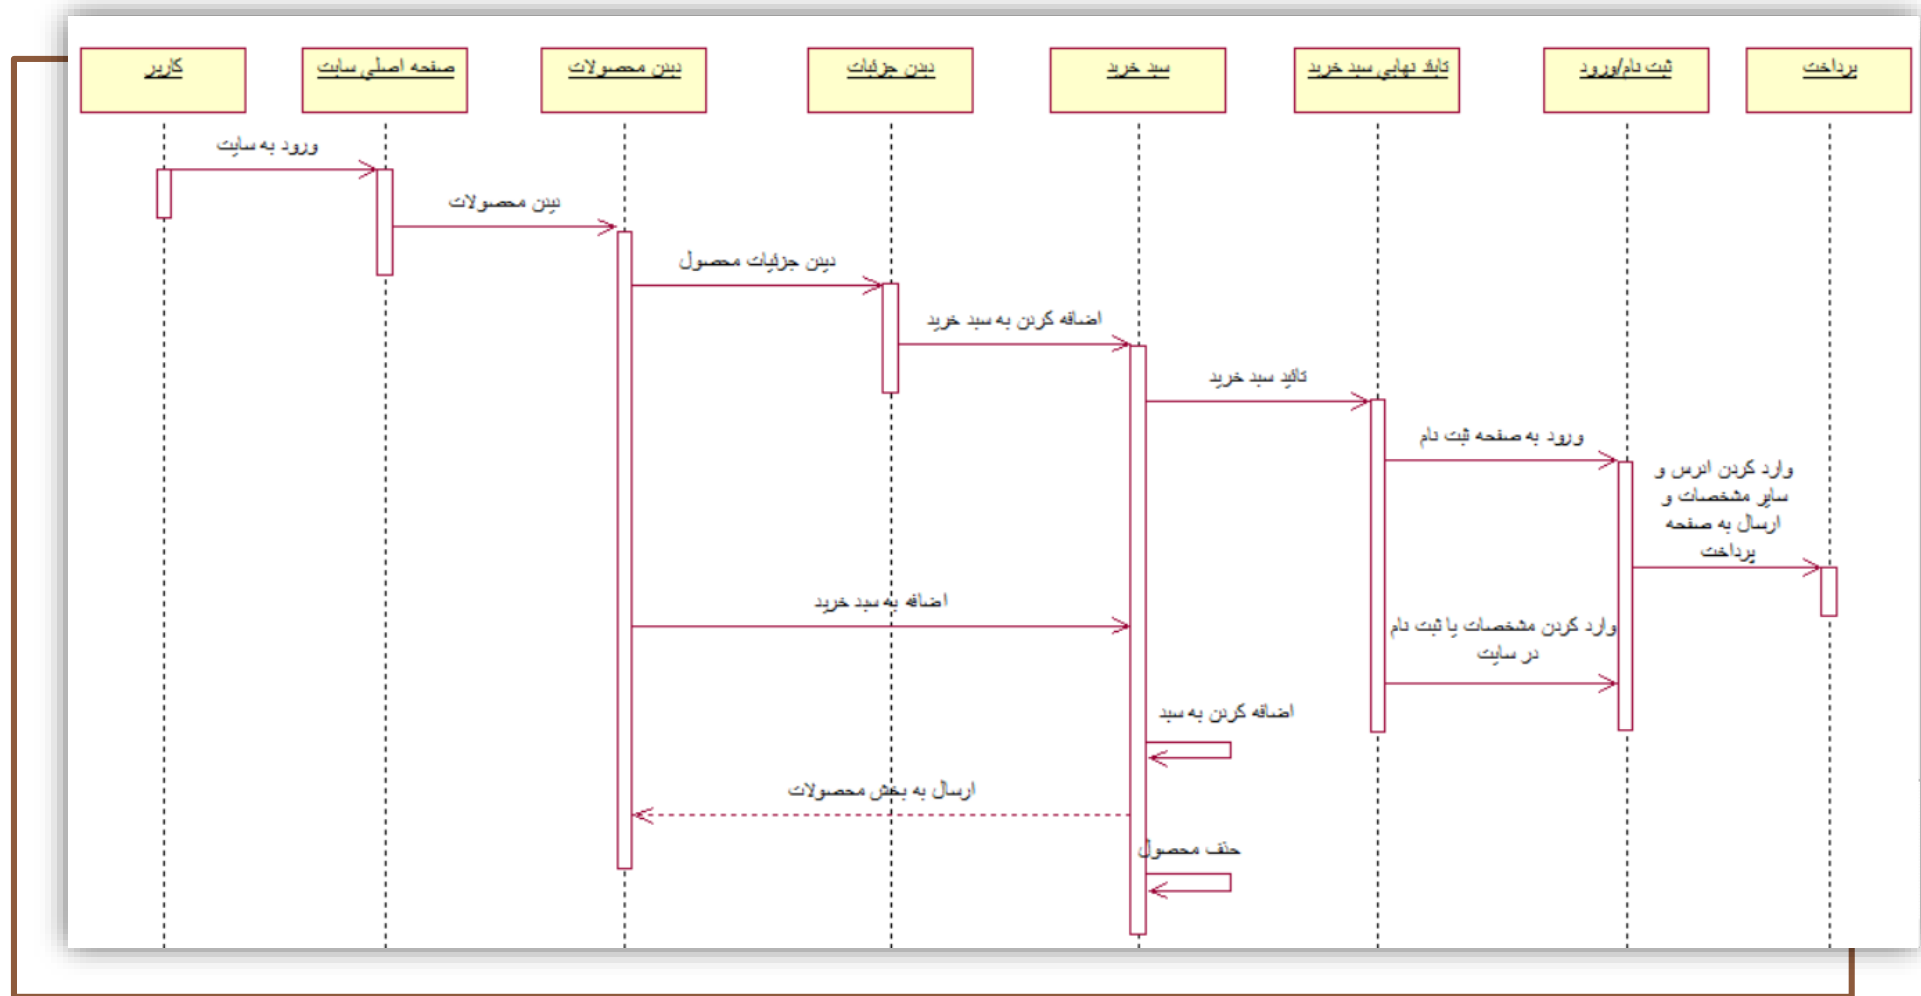 کاربر
صفحه اصلی سایت
دیدن محصولات
دیدن جزئیات
سبد خرید
تایئد نهایی سبد خرید
ثبت نام/ورود
پرداخت
ورود به سایت
دیدن محصولات
دیدن جزئیات محصول
اضافه کردن به سبد خرید
تائید سبد خرید
ورود به صفحه ثبت نام
وارد کردن ادرس و
سایر مشخصات و
ارسال به صفحه
پرداخت
اضافه به سبد خرید
وارد کردن مشخصات یا ثبت نام
در سایت
اضافه کردن به سبد
ارسال به بخش محصولات
حذف محصول